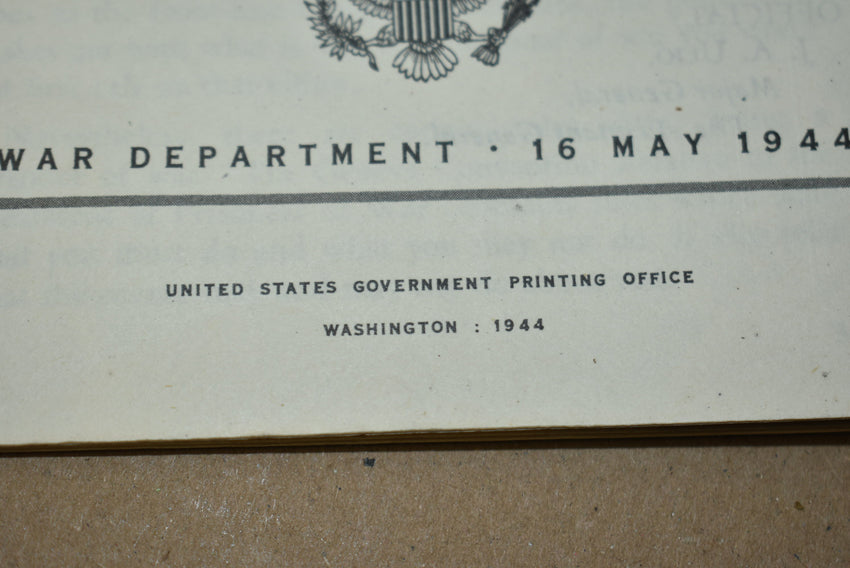 WAR DEPARTMENT · 16 MAY 1944
UNITED STATES GOVERNMENT PRINTING OFFICE
WASHINGTON : 1944